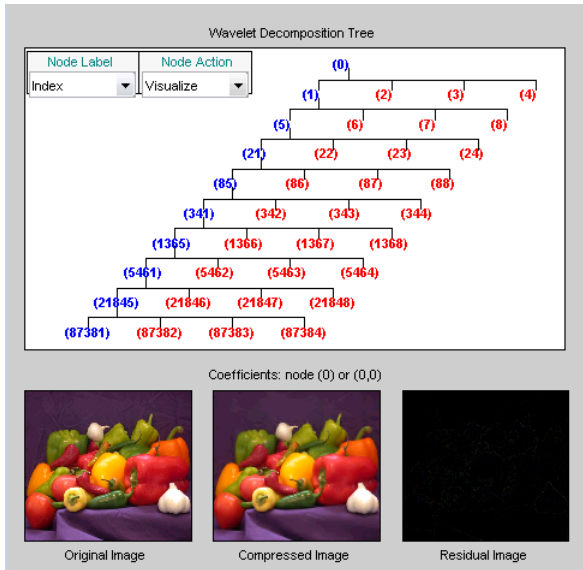 Wavelet Decomposition Tree
Node Label Node Action
Index Visualize
(0)
(1) (2) (3) (4)
(5) (6) (7) (8)
(21) (22) (23) (24)
(85) (86) (87) (88)
(341) (342) (343) (344)
(1365) (1366) (1367) (1368)
(5461) (5462) (5463) (5464)
(21845) (21846) (21847) (21848)
(87381) (87382) (87383) (87384)
Coefficients: node (0) or (0,0)
Original Image Compressed Image Residual Image